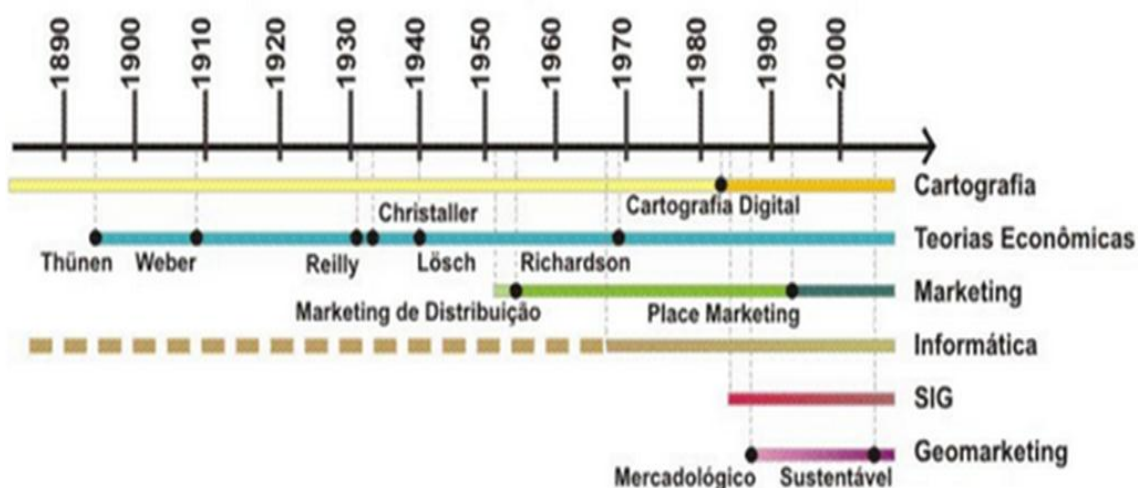 1890 1900 1910 1920 1930 1940 1950 1960 1970 1980 1990 2000
Cartografia
Cartografia Digital
Christaller
Teorias Econômicas
Thünen Weber Reilly Lösch Richardson
Marketing
Marketing de Distribuição Place Marketing
Informática
SIG
Geomarketing
Mercadológico Sustentável